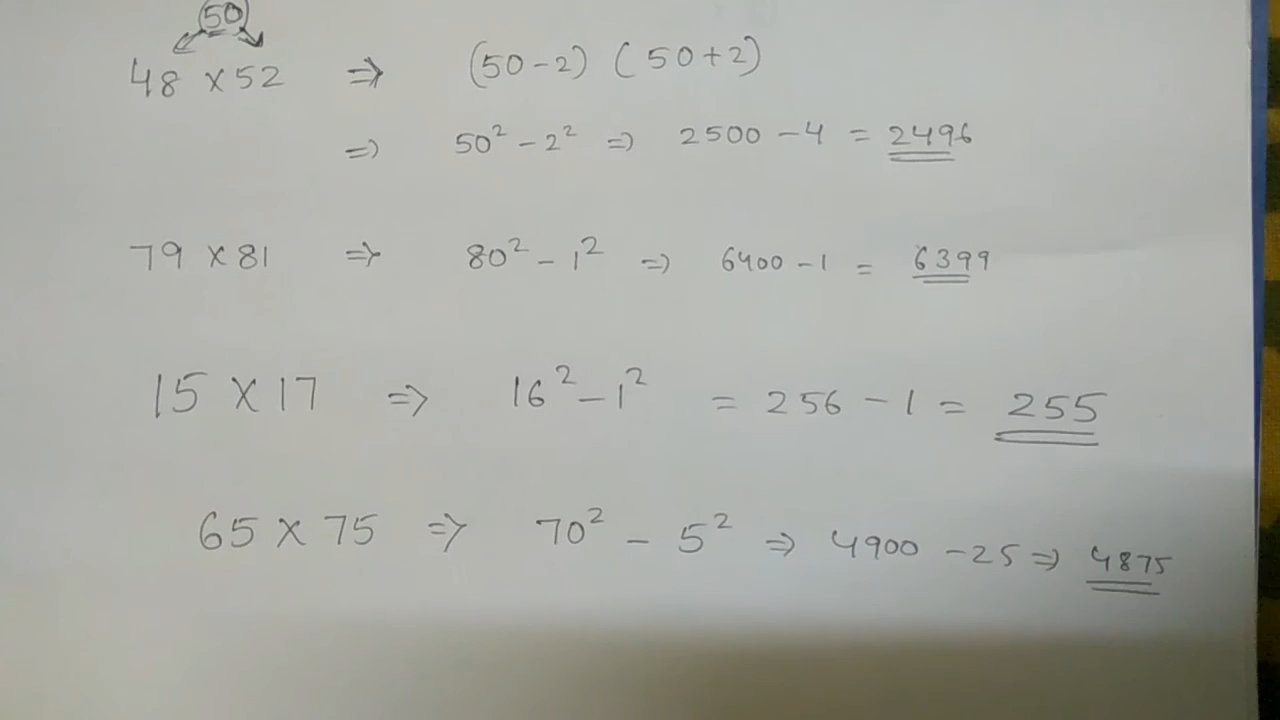 50
48 × 52 ⇒ (50 - 2) (50 + 2)
⇒ 50² - 2² ⇒ 2500 - 4 = 2496
79 × 81 ⇒ 80² - 1² ⇒ 6400 - 1 = 6399
15 × 17 ⇒ 16² - 1² = 256 - 1 = 255
65 × 75 ⇒ 70² - 5² ⇒ 4900 - 25 ⇒ 4875